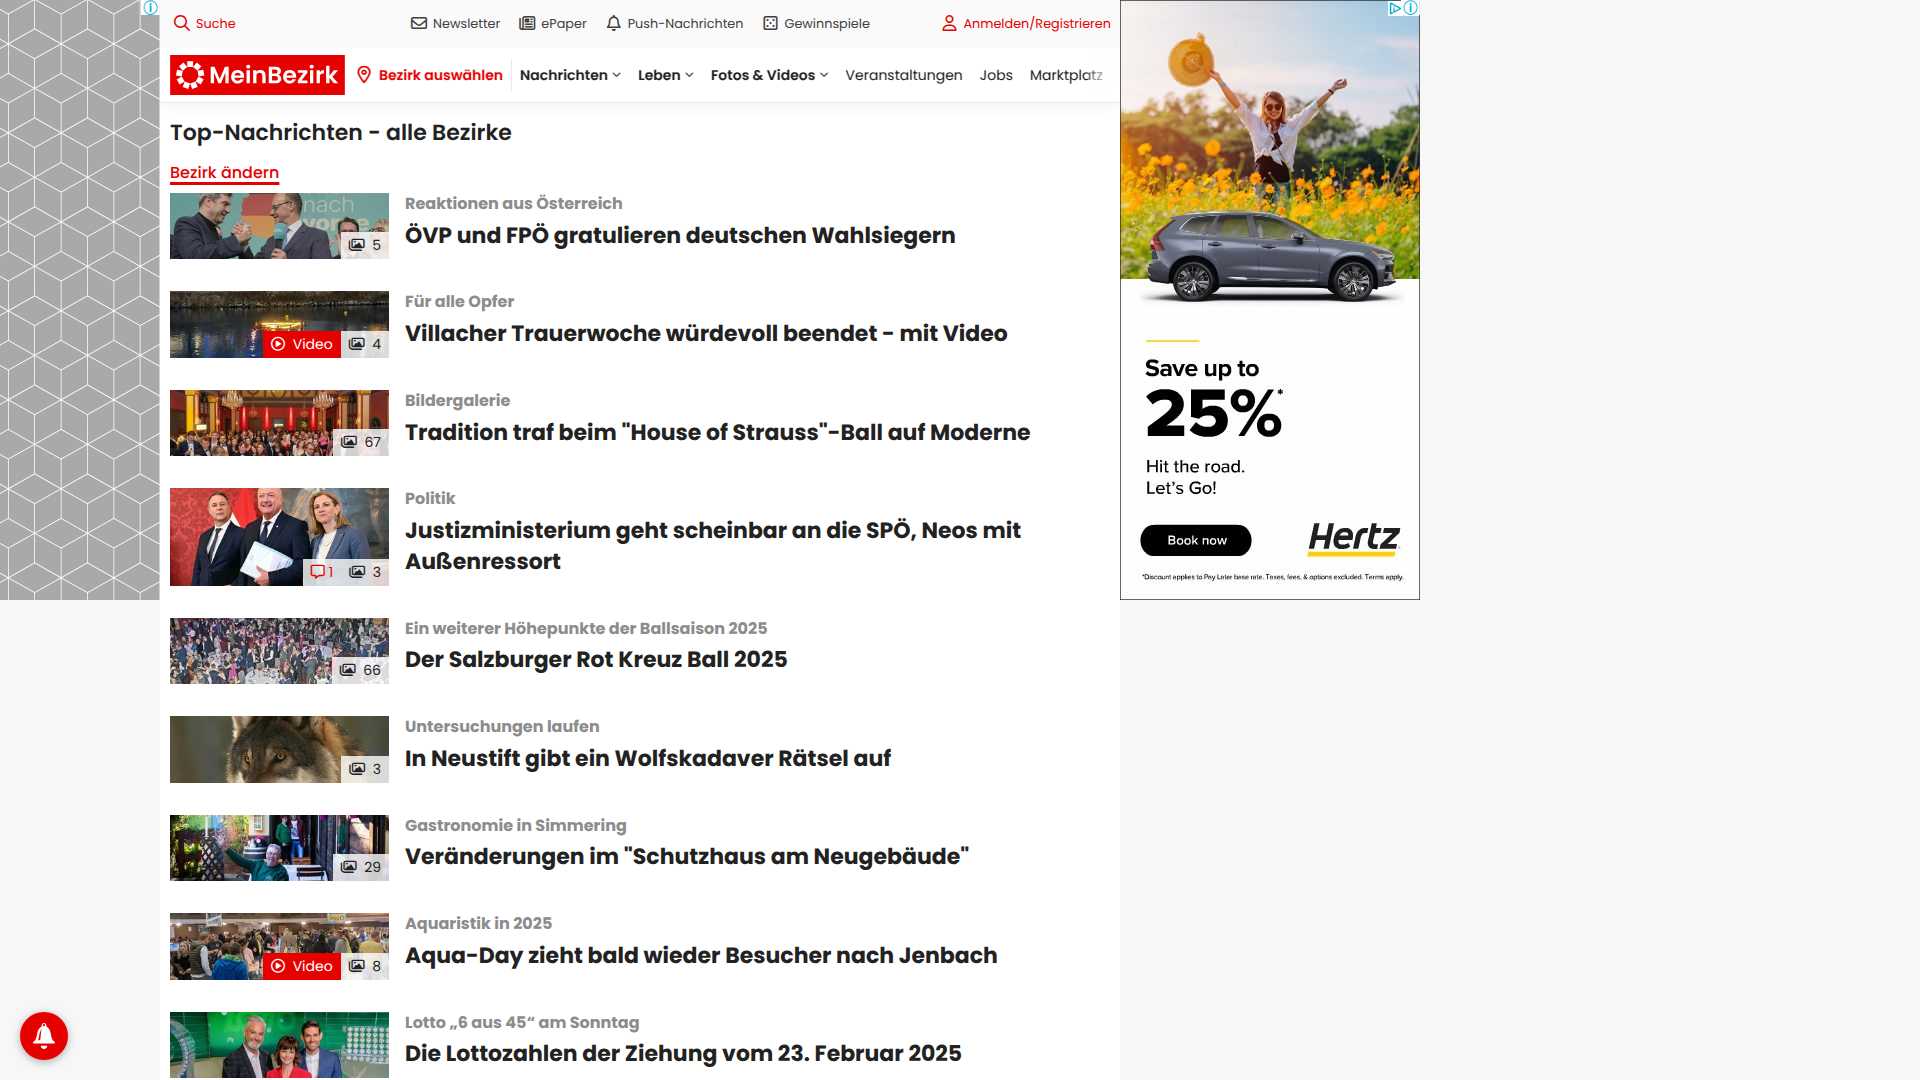 Suche
Newsletter
ePaper
Push-Nachrichten
Gewinnspiele
Anmelden/Registrieren
MeinBezirk
Bezirk auswählen
Nachrichten
Leben
Fotos & Videos
Veranstaltungen
Jobs
Marktplatz
Top-Nachrichten - alle Bezirke
Bezirk ändern
nach
5
Reaktionen aus Österreich
ÖVP und FPÖ gratulieren deutschen Wahlsiegern
Video 4
Für alle Opfer
Villacher Trauerwoche würdevoll beendet - mit Video
67
Bildergalerie
Tradition traf beim "House of Strauss"-Ball auf Moderne
1 3
Politik
Justizministerium geht scheinbar an die SPÖ, Neos mit
Außenressort
66
Ein weiterer Höhepunkte der Ballsaison 2025
Der Salzburger Rot Kreuz Ball 2025
3
Untersuchungen laufen
In Neustift gibt ein Wolfskadaver Rätsel auf
29
Gastronomie in Simmering
Veränderungen im "Schutzhaus am Neugebäude"
Video 8
Aquaristik in 2025
Aqua-Day zieht bald wieder Besucher nach Jenbach
Lotto „6 aus 45“ am Sonntag
Die Lottozahlen der Ziehung vom 23. Februar 2025
Save up to
25%*
Hit the road.
Let's Go!
Book now
Hertz
*Discount applies to Pay Later base rate. Taxes, fees, & options excluded. Terms apply.